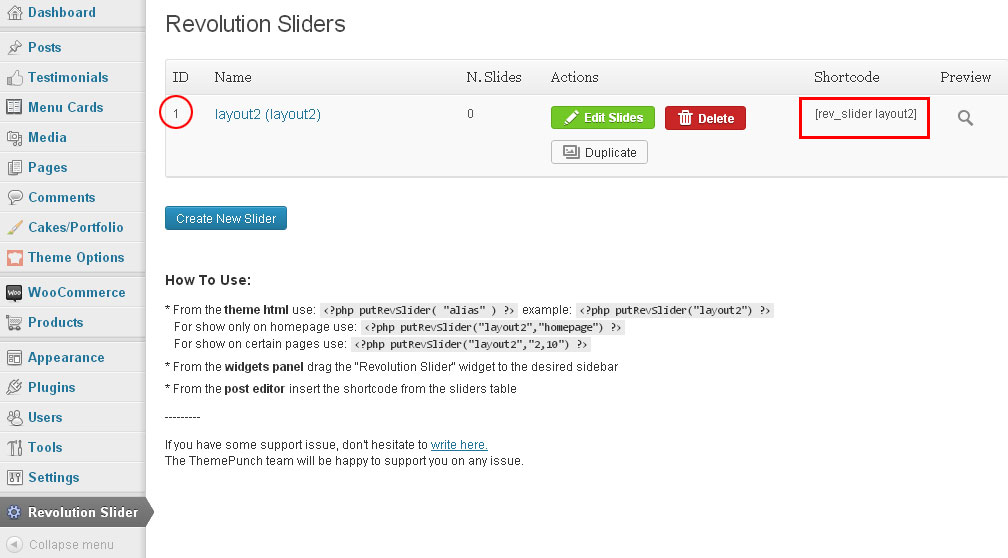 Dashboard
Posts
Testimonials
Menu Cards
Media
Pages
Comments
Cakes/Portfolio
Theme Options
WooCommerce
Products
Appearance
Plugins
Users
Tools
Settings
Revolution Slider
Collapse menu
Revolution Sliders
ID Name N. Slides Actions Shortcode Preview
1 layout2 (layout2) 0 Edit Slides Delete [rev_slider layout2]
Duplicate
Create New Slider
How To Use:
* From the theme html use: <?php putRevSlider( "alias" ) ?> example: <?php putRevSlider("layout2") ?>
For show only on homepage use: <?php putRevSlider("layout2","homepage") ?>
For show on certain pages use: <?php putRevSlider("layout2","2,10") ?>
* From the widgets panel drag the "Revolution Slider" widget to the desired sidebar
* From the post editor insert the shortcode from the sliders table
---------
If you have some support issue, don't hesitate to write here.
The ThemePunch team will be happy to support you on any issue.